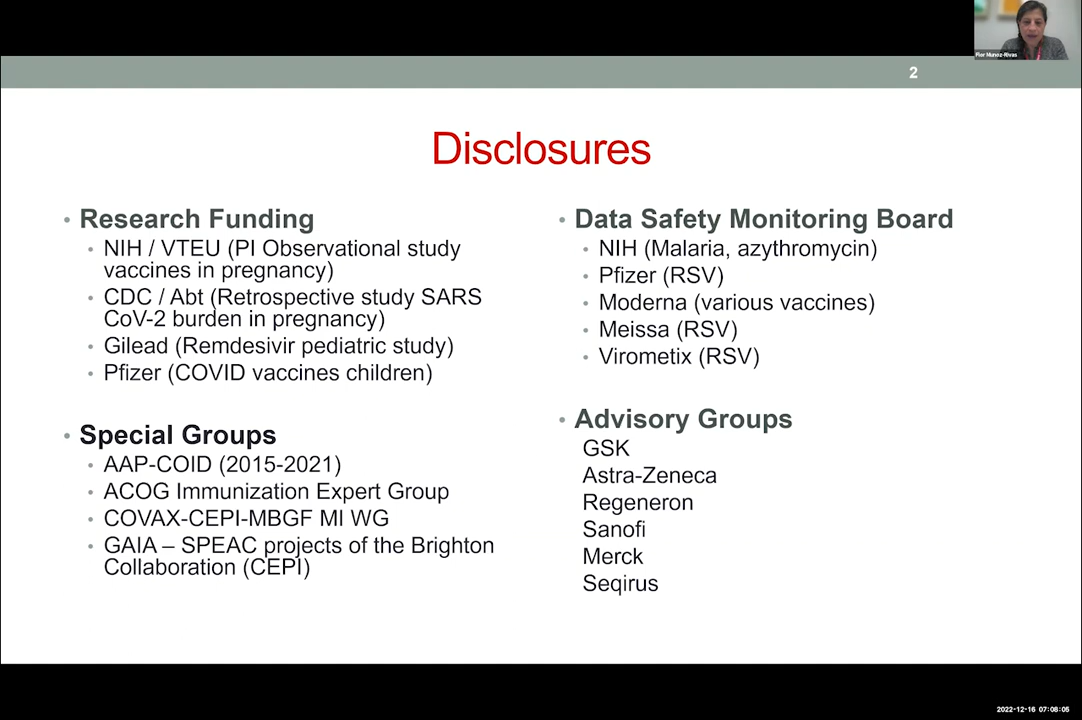 Flor Munoz-Rivas
2
Disclosures
• Research Funding
• NIH / VTEU (PI Observational study
vaccines in pregnancy)
• CDC / Abt (Retrospective study SARS
CoV-2 burden in pregnancy)
• Gilead (Remdesivir pediatric study)
• Pfizer (COVID vaccines children)
• Special Groups
• AAP-COID (2015-2021)
• ACOG Immunization Expert Group
• COVAX-CEPI-MBGF MI WG
• GAIA – SPEAC projects of the Brighton
Collaboration (CEPI)
• Data Safety Monitoring Board
• NIH (Malaria, azythromycin)
• Pfizer (RSV)
• Moderna (various vaccines)
• Meissa (RSV)
• Virometix (RSV)
• Advisory Groups
GSK
Astra-Zeneca
Regeneron
Sanofi
Merck
Seqirus
2022-12-16 07:08:05